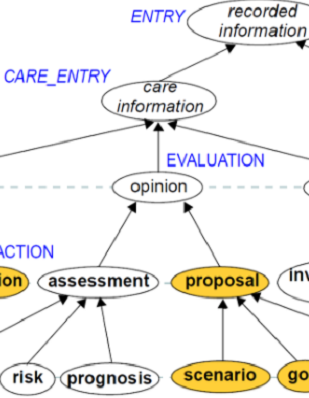 ENTRY
recorded
information
CARE_ENTRY
care
information
EVALUATION
opinion
ACTION
ion
assessment
proposal
inv
risk
prognosis
scenario
go